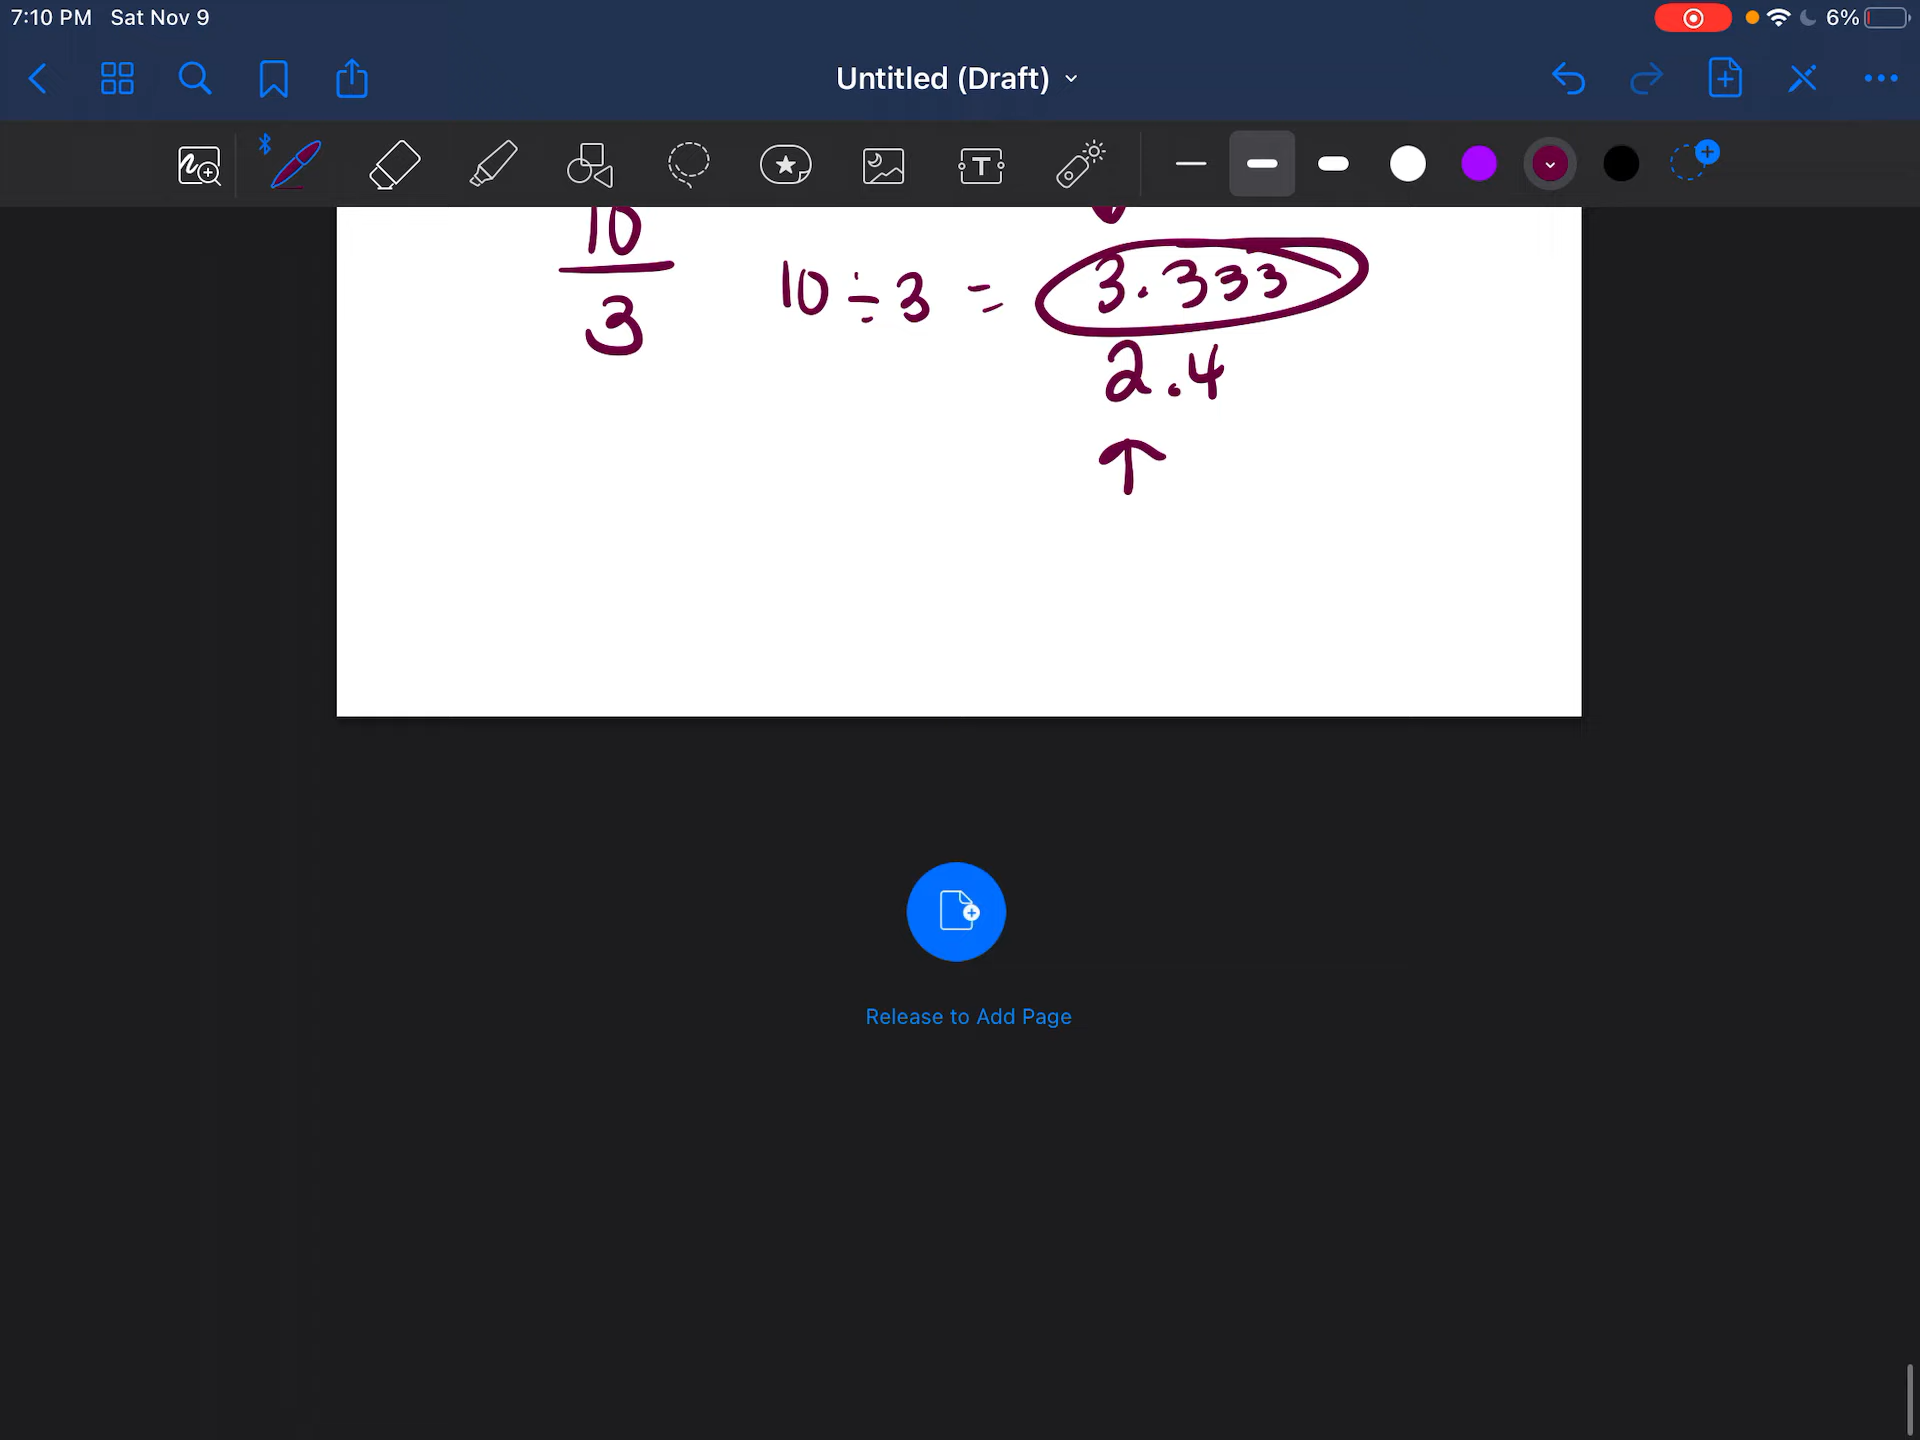 7:10 PM Sat Nov 9 6%
Untitled (Draft)
T
10
3
10 ÷ 3 = 3.333
2.4
Release to Add Page